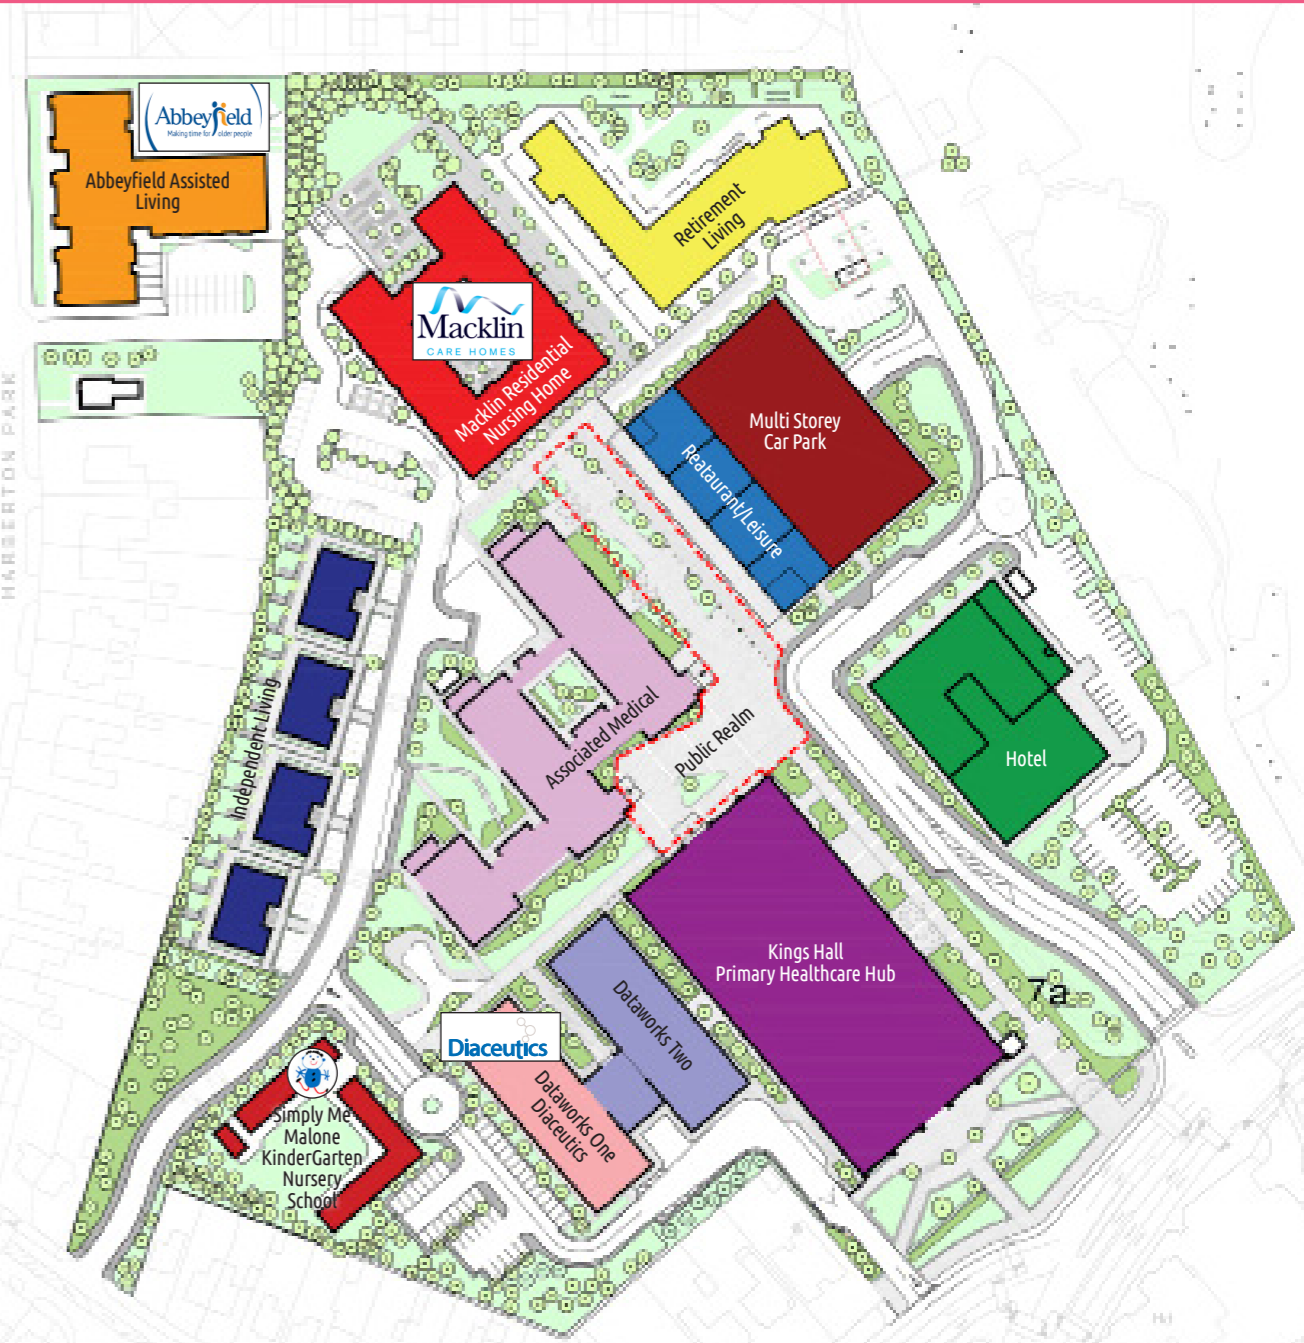 Abbeyfield
Making time for older people
Abbeyfield Assisted
Living
Retirement
Living
Macklin
CARE HOMES
Macklin Residential
Nursing Home
Multi Storey
Car Park
Reataurant/Leisure
HARBERTON PARK
Independent Living
Associated Medical
Public Realm
Hotel
Kings Hall
Primary Healthcare Hub
7a
Dataworks Two
Diaceutics
Dataworks One
Diaceutics
Simply Me
Malone
KinderGarten
Nursery
School